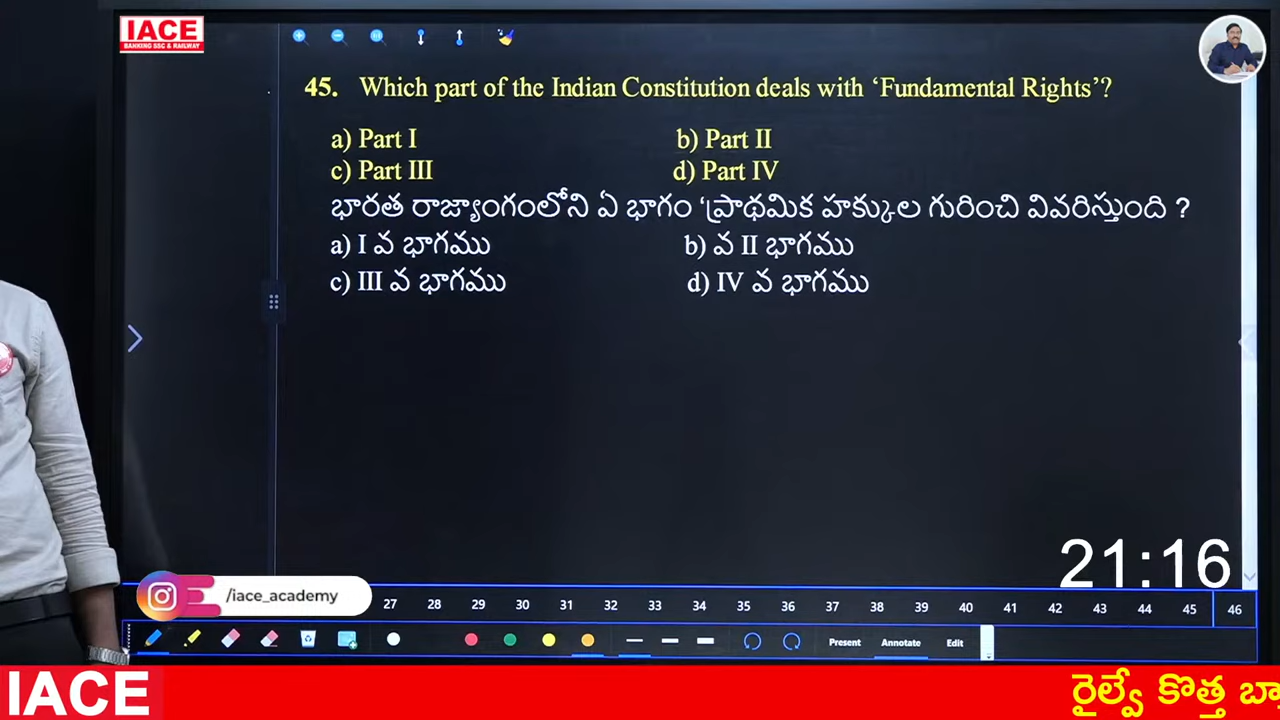 IACE
BANKING SSC & RAILWAY
45. Which part of the Indian Constitution deals with ‘Fundamental Rights’?
a) Part I b) Part II
c) Part III d) Part IV
భారత రాజ్యాంగంలోని ఏ భాగం ‘ప్రాథమిక హక్కుల గురించి వివరిస్తుంది ?
a) I వ భాగము b) వ II భాగము
c) III వ భాగము d) IV వ భాగము
21:16
/iace_academy
27 28 29 30 31 32 33 34 35 36 37 38 39 40 41 42 43 44 45 46
Present Annotate Edit
IACE
రైల్వే కొత్త